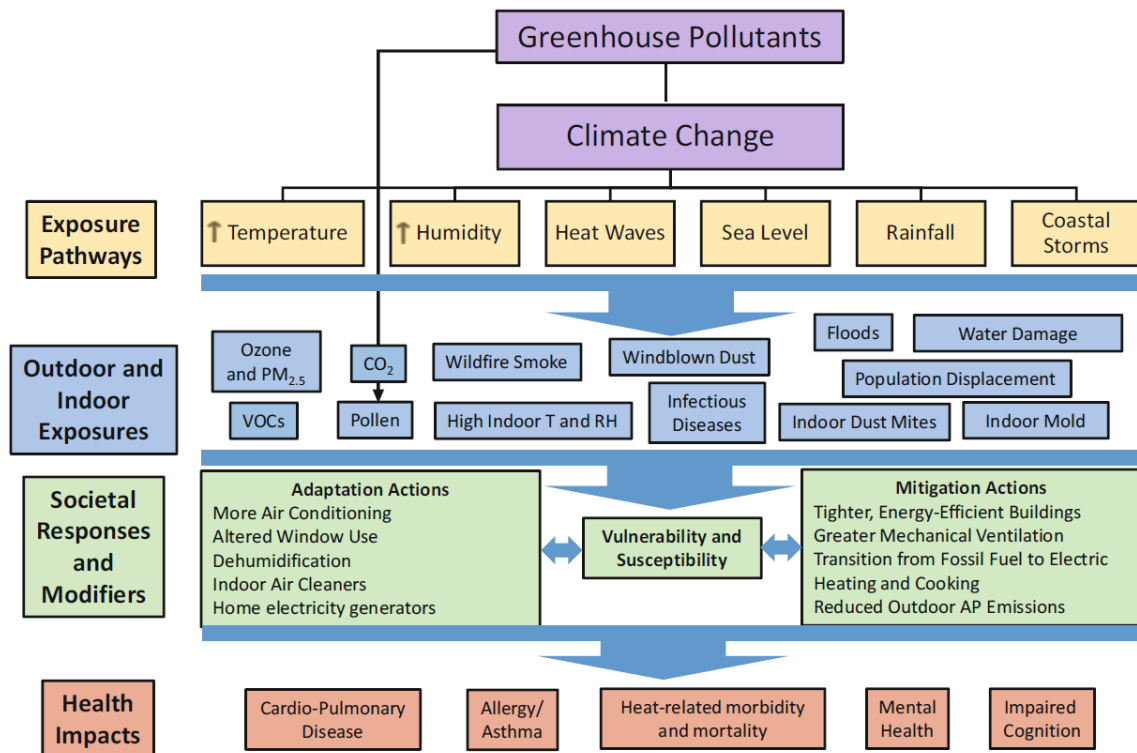 Greenhouse Pollutants
Climate Change
Exposure
Pathways
↑ Temperature
↑ Humidity
Heat Waves
Sea Level
Rainfall
Coastal
Storms
Outdoor and
Indoor
Exposures
Ozone
and PM2.5
CO2
Wildfire Smoke
Windblown Dust
Floods
Water Damage
Population Displacement
VOCs
Pollen
High Indoor T and RH
Infectious
Diseases
Indoor Dust Mites
Indoor Mold
Societal
Responses
and
Modifiers
Adaptation Actions
More Air Conditioning
Altered Window Use
Dehumidification
Indoor Air Cleaners
Home electricity generators
Vulnerability and
Susceptibility
Mitigation Actions
Tighter, Energy-Efficient Buildings
Greater Mechanical Ventilation
Transition from Fossil Fuel to Electric
Heating and Cooking
Reduced Outdoor AP Emissions
Health
Impacts
Cardio-Pulmonary
Disease
Allergy/
Asthma
Heat-related morbidity
and mortality
Mental
Health
Impaired
Cognition